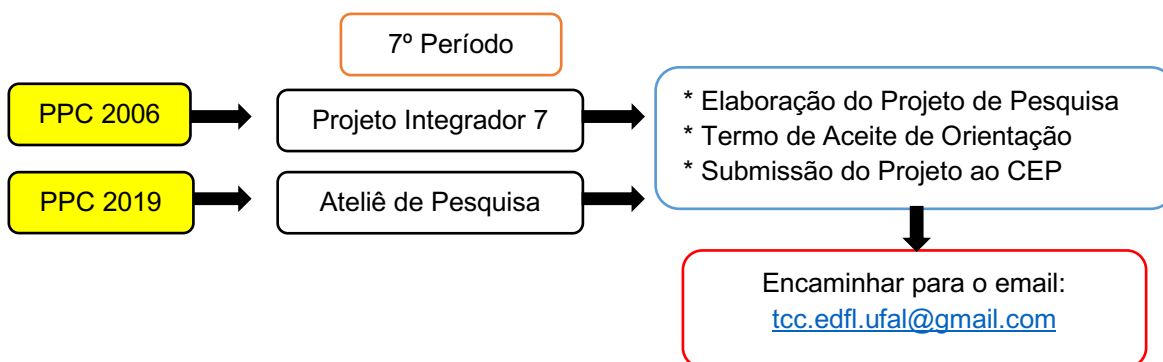 7º Período
PPC 2006
Projeto Integrador 7
PPC 2019
Ateliê de Pesquisa
* Elaboração do Projeto de Pesquisa
* Termo de Aceite de Orientação
* Submissão do Projeto ao CEP
Encaminhar para o email:
tcc.edfl.ufal@gmail.com